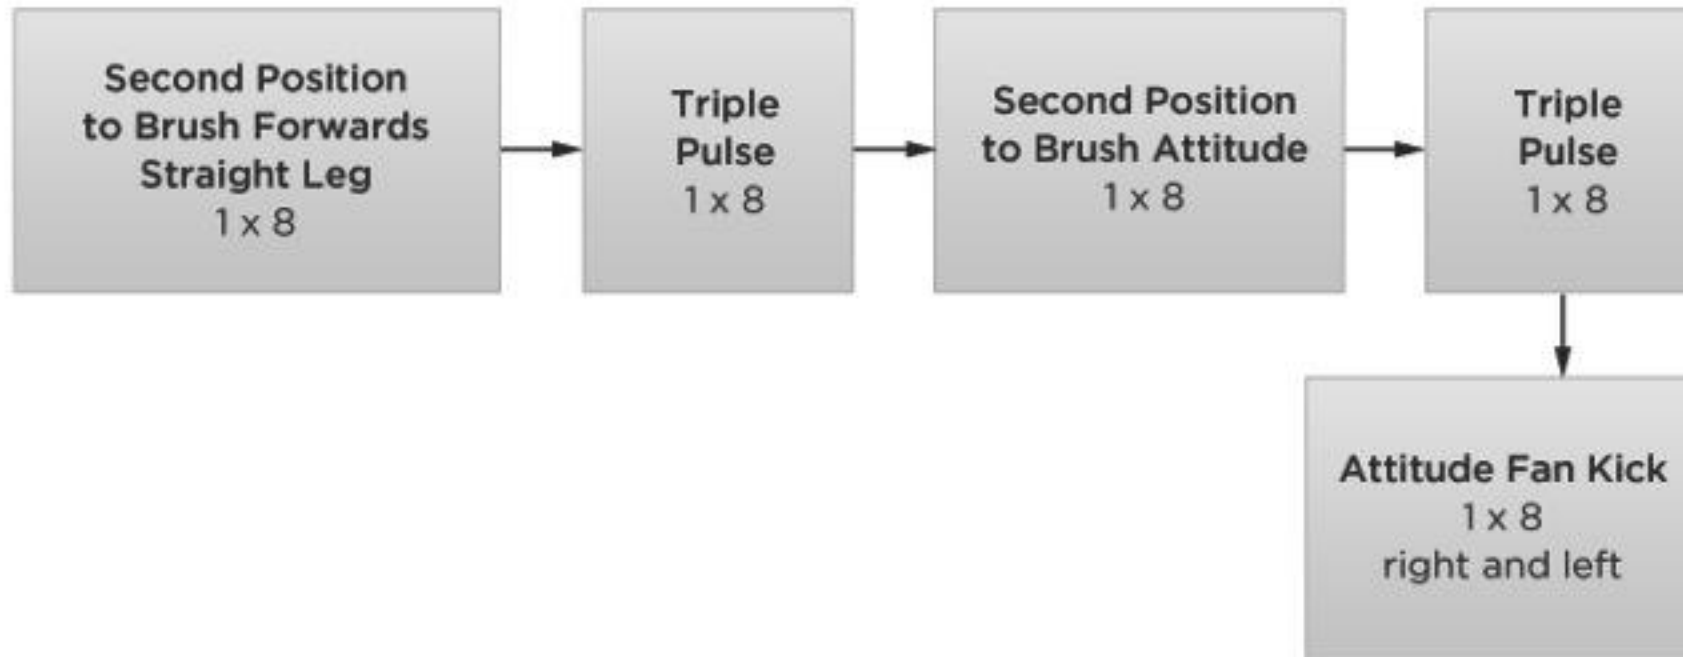 Second Position
to Brush Forwards
Straight Leg
1 x 8
Triple
Pulse
1 x 8
Second Position
to Brush Attitude
1 x 8
Triple
Pulse
1 x 8
Attitude Fan Kick
1 x 8
right and left